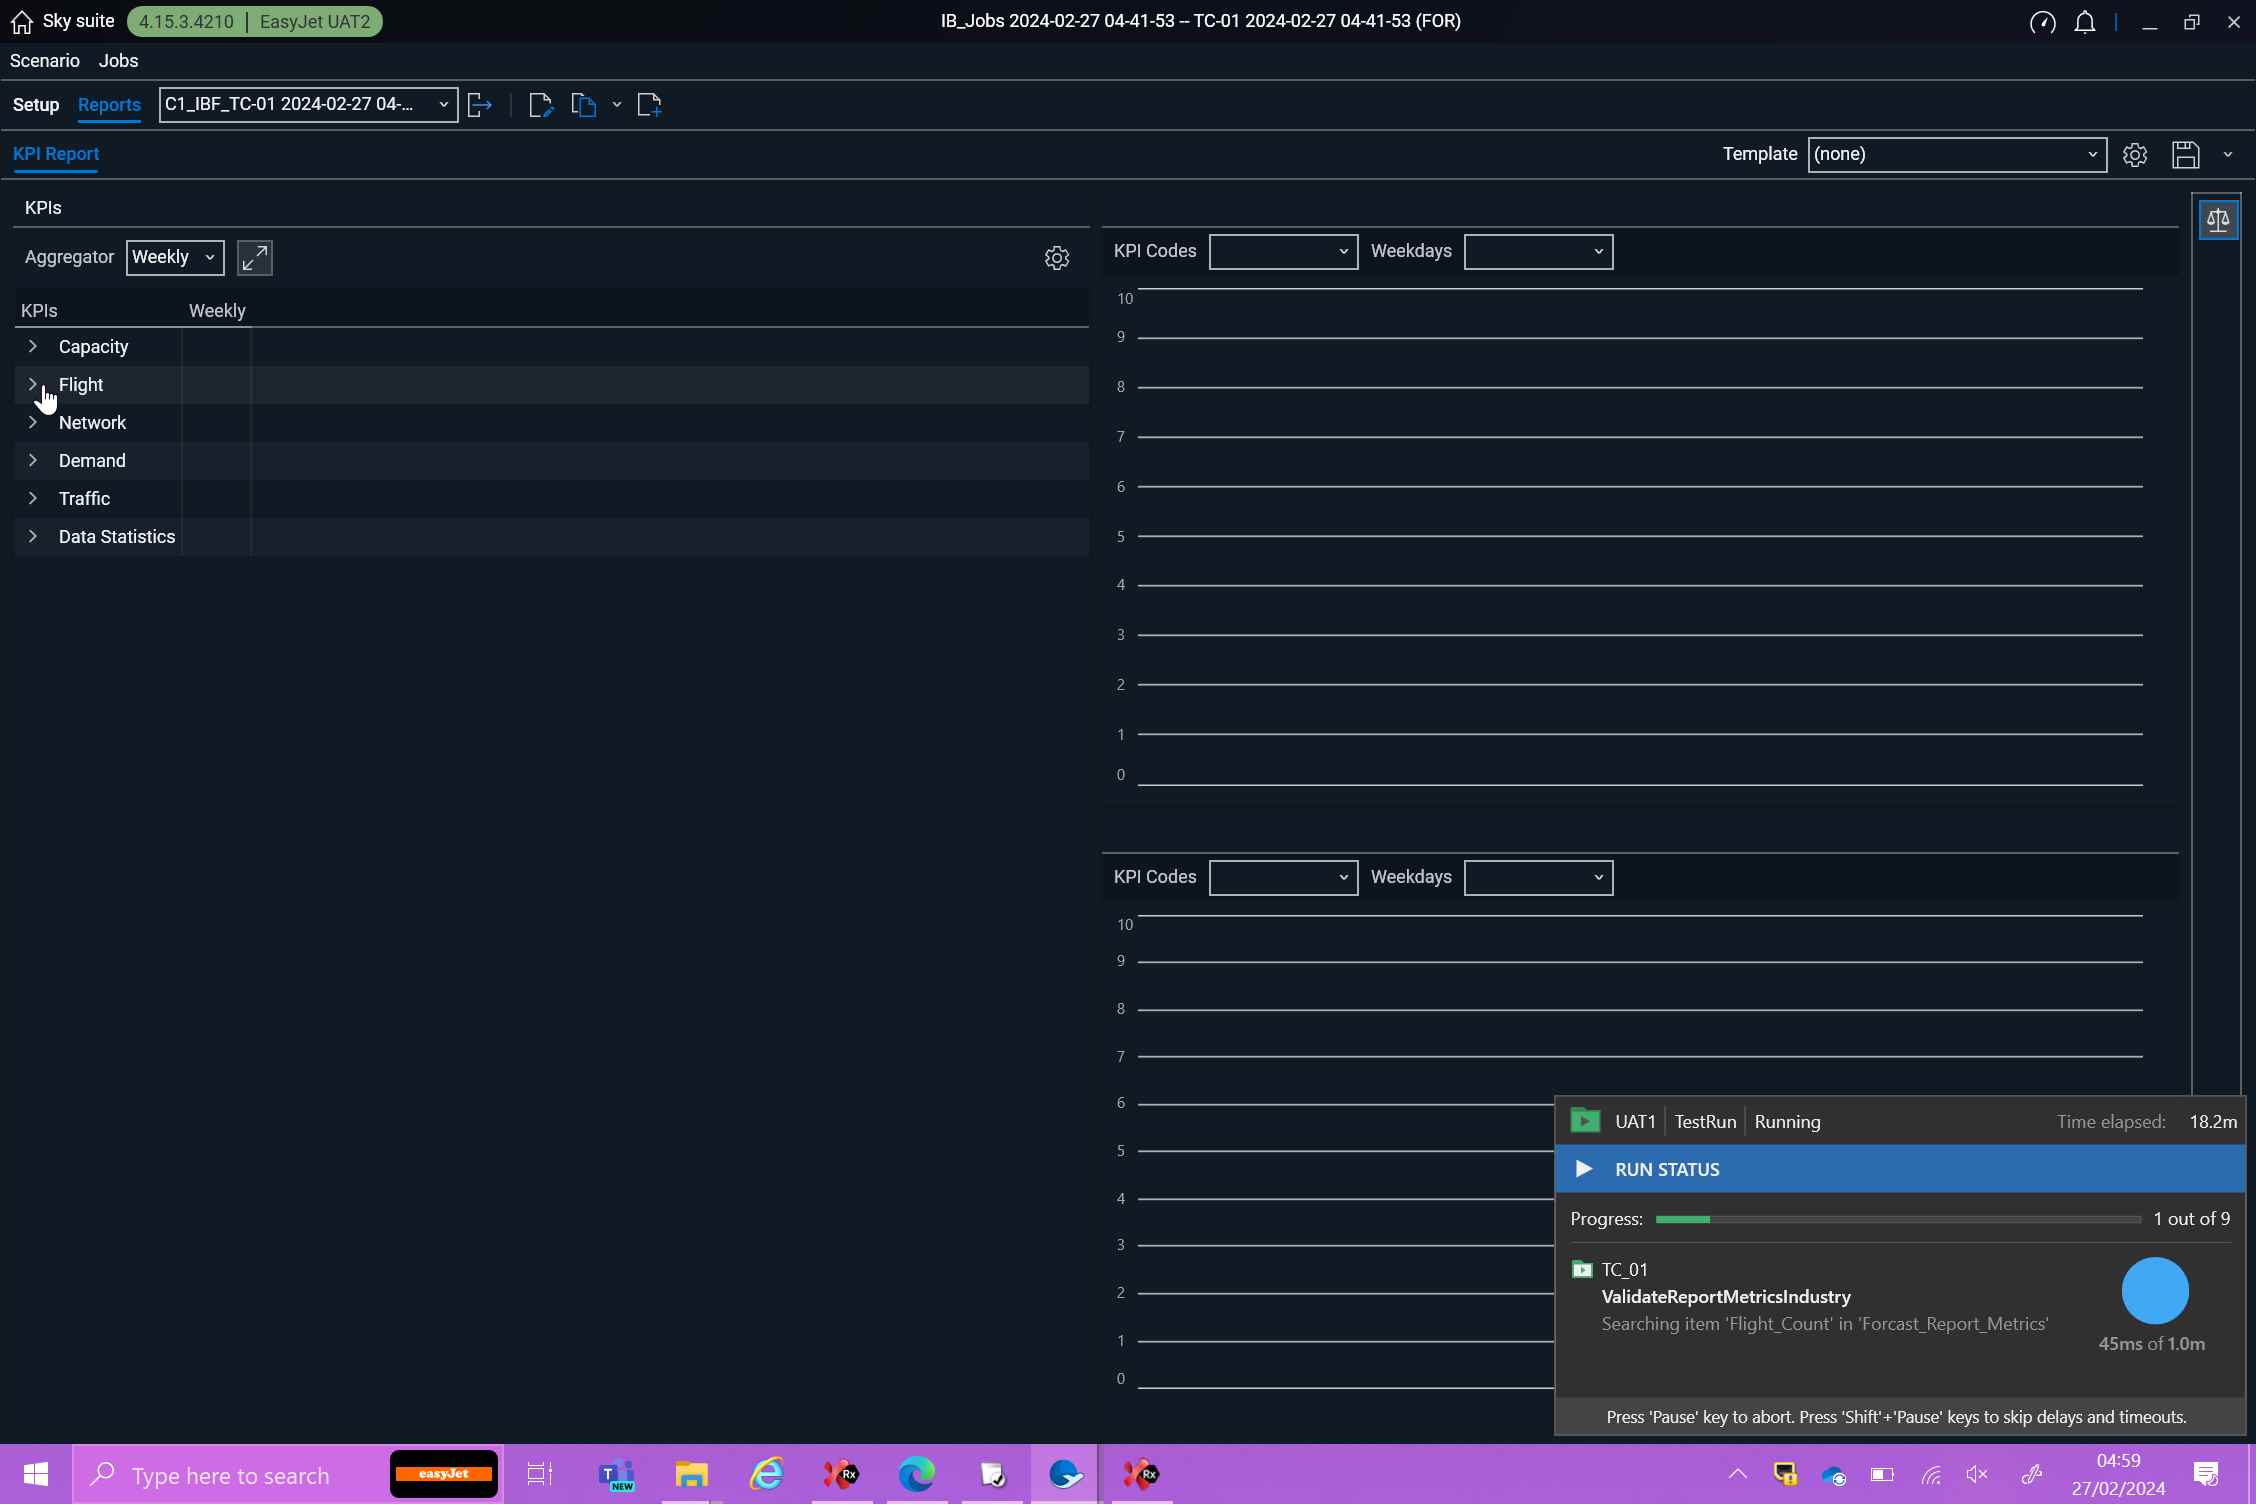 Sky suite 4.15.3.4210 | EasyJet UAT2 IB_Jobs 2024-02-27 04-41-53 -- TC-01 2024-02-27 04-41-53 (FOR)
Scenario Jobs
Setup Reports C1_IBF_TC-01 2024-02-27 04-...
KPI Report Template (none)
KPIs
Aggregator Weekly
KPIs Weekly
Capacity
Flight
Network
Demand
Traffic
Data Statistics
KPI Codes Weekdays
10
9
8
7
6
5
4
3
2
1
0
KPI Codes Weekdays
10
9
8
7
6
5
4
3
2
1
0
UAT1 TestRun Running Time elapsed: 18.2m
RUN STATUS
Progress: 1 out of 9
TC_01
ValidateReportMetricsIndustry
Searching item 'Flight_Count' in 'Forcast_Report_Metrics'
45ms of 1.0m
Press 'Pause' key to abort. Press 'Shift'+'Pause' keys to skip delays and timeouts.
Type here to search easyJet T NEW Rx Rx 04:59
27/02/2024